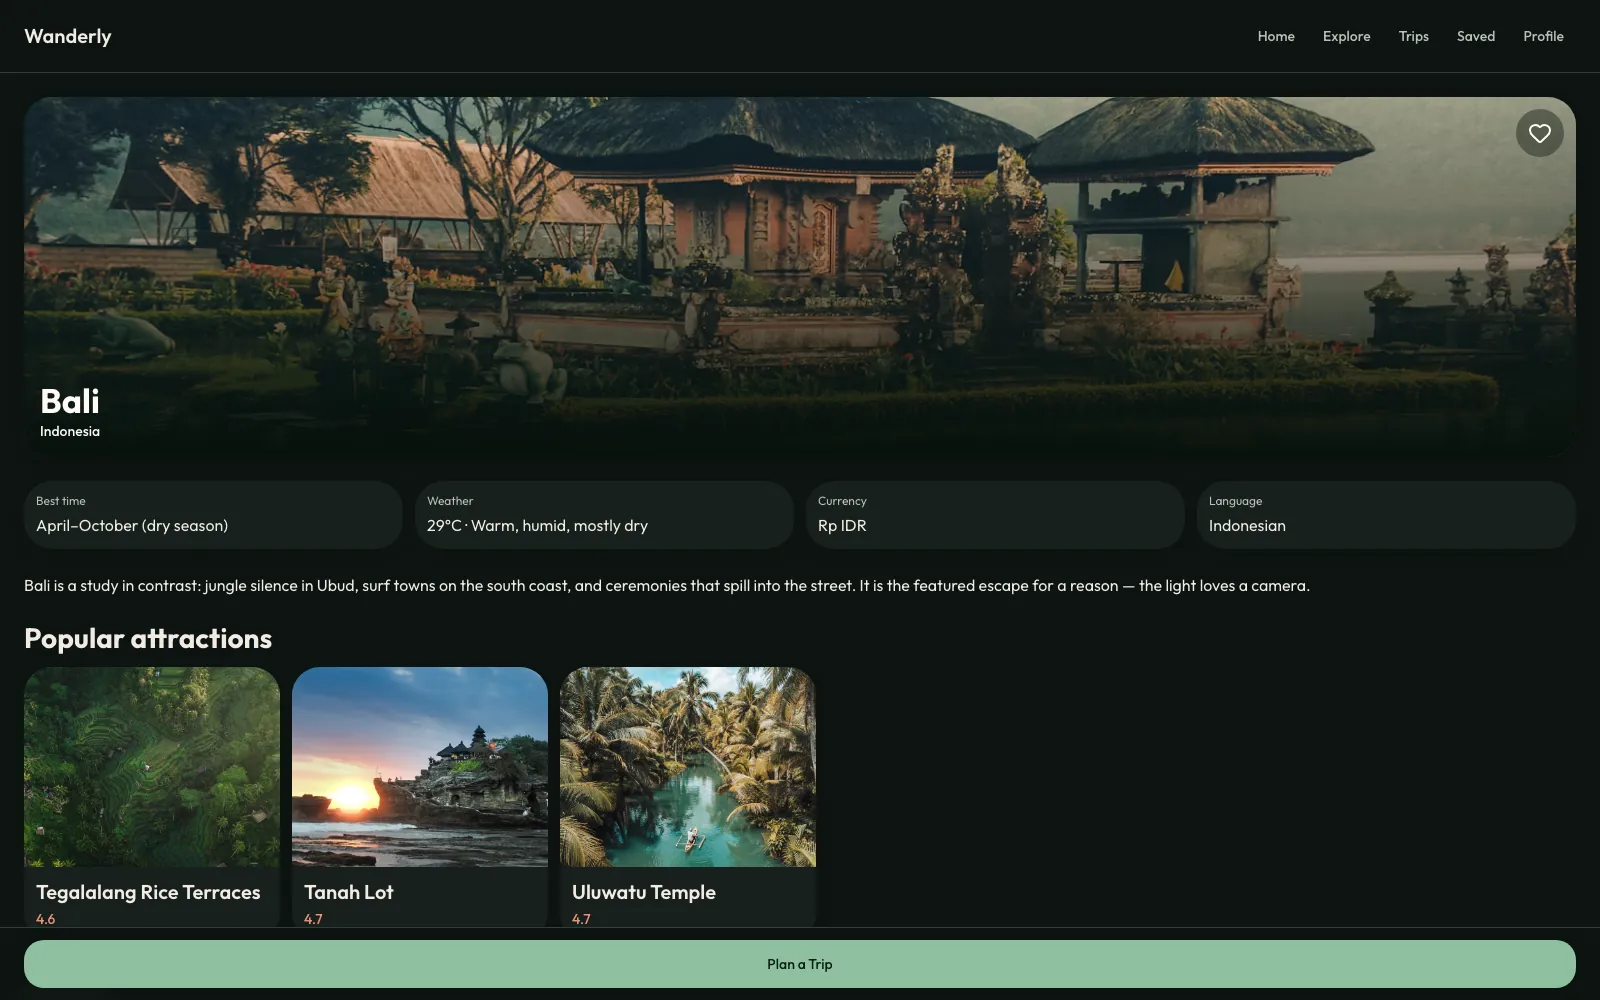 Wanderly
Home
Explore
Trips
Saved
Profile
Bali
Indonesia
Best time
April–October (dry season)
Weather
29°C · Warm, humid, mostly dry
Currency
Rp IDR
Language
Indonesian
Bali is a study in contrast: jungle silence in Ubud, surf towns on the south coast, and ceremonies that spill into the street. It is the featured escape for a reason — the light loves a camera.
Popular attractions
Tegalalang Rice Terraces
4.6
Tanah Lot
4.7
Uluwatu Temple
4.7
Plan a Trip